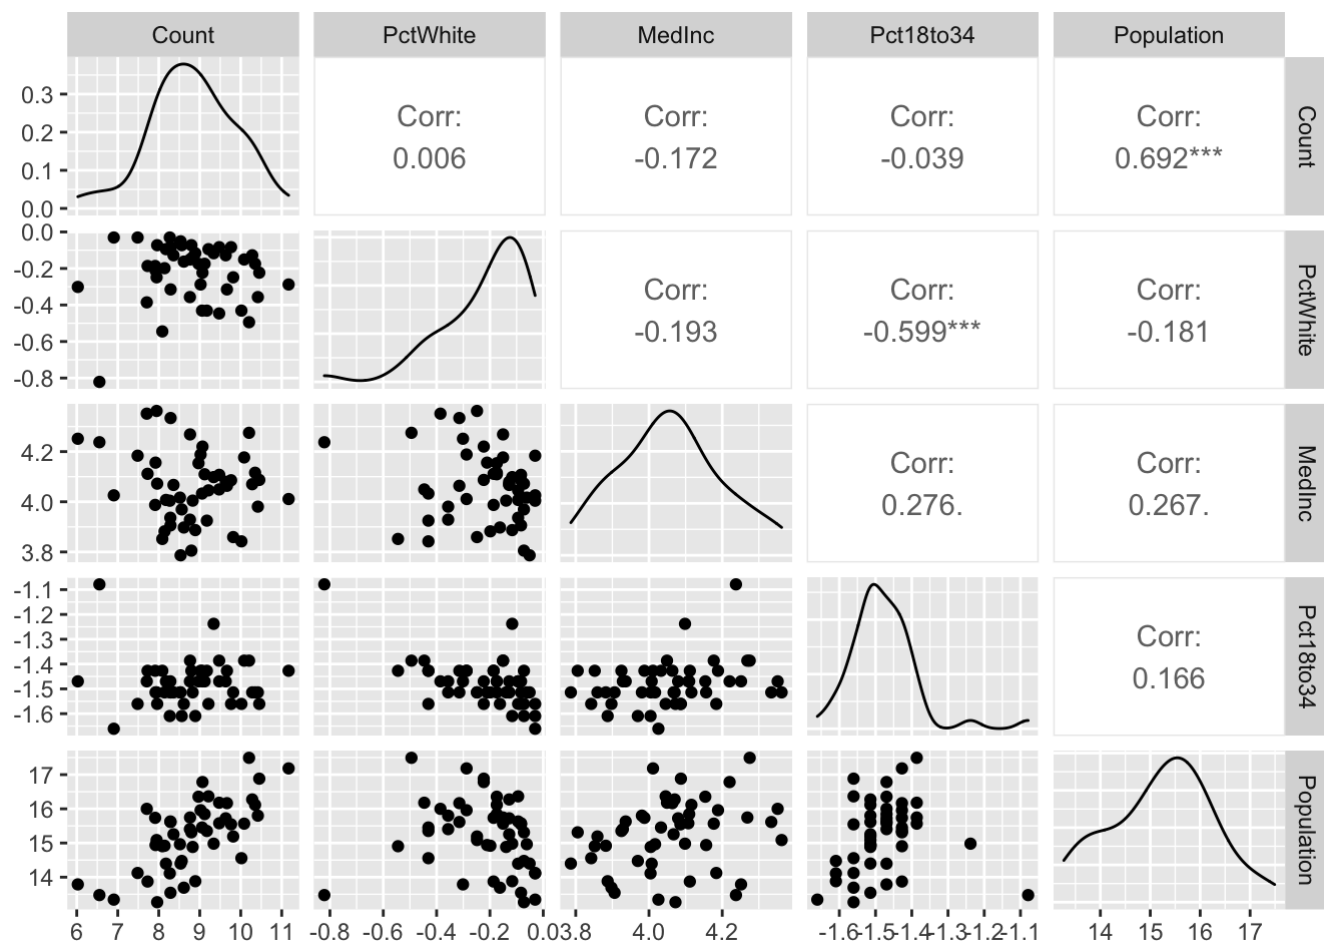 Count PctWhite MedInc Pct18to34 Population
0.3
0.2
0.1
0.0
Corr:
0.006
Corr:
-0.172
Corr:
-0.039
Corr:
0.692***
Count
0.0
-0.2
-0.4
-0.6
-0.8
Corr:
-0.193
Corr:
-0.599***
Corr:
-0.181
PctWhite
4.2
4.0
3.8
Corr:
0.276.
Corr:
0.267.
MedInc
-1.1
-1.2
-1.3
-1.4
-1.5
-1.6
Corr:
0.166
Pct18to34
17
16
15
14
Population
6 7 8 9 10 11 -0.8 -0.6 -0.4 -0.2 0.0 3.8 4.0 4.2 -1.6 -1.5 -1.4 -1.3 -1.2 -1.1 14 15 16 17